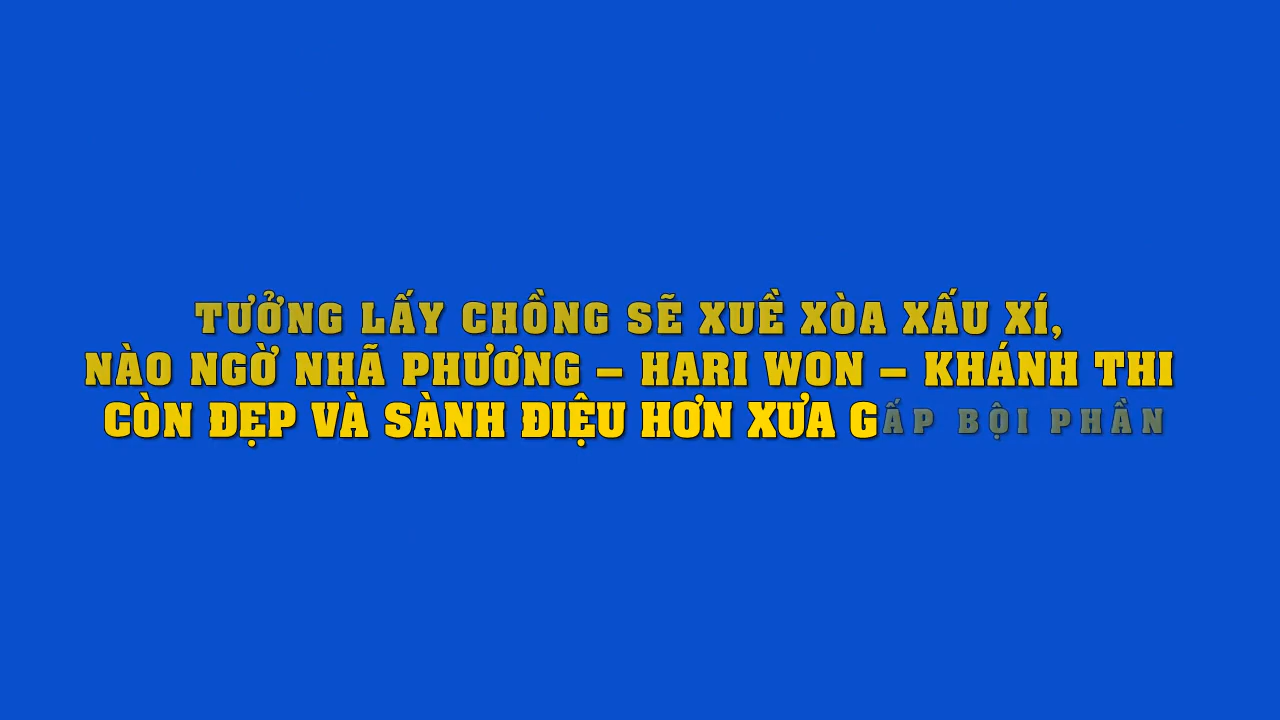 TƯỞNG LẤY CHỒNG SẼ XUỀ XÒA XẤU XÍ,
NÀO NGỜ NHÃ PHƯƠNG – HARI WON – KHÁNH THI
CÒN ĐẸP VÀ SÀNH ĐIỆU HƠN XƯA GẤP BỘI PHẦN